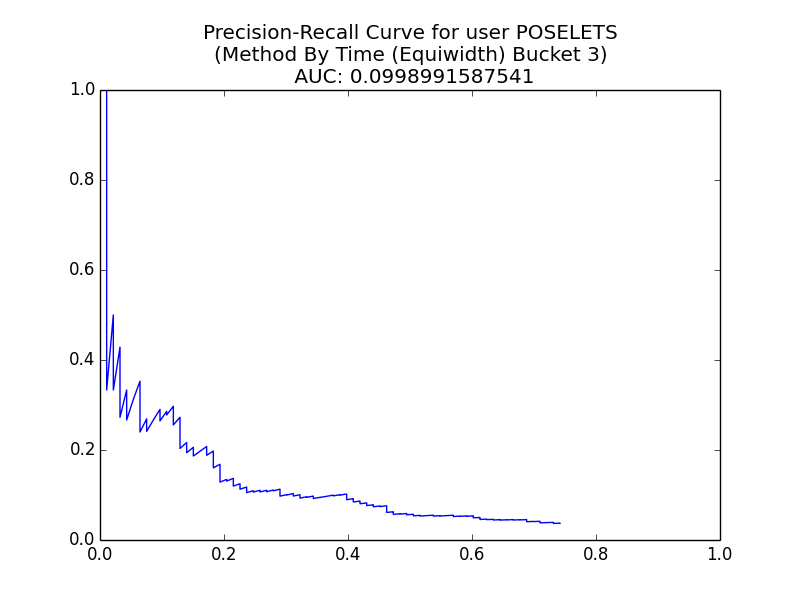 Precision-Recall Curve for user POSELETS
(Method By Time (Equiwidth) Bucket 3)
AUC: 0.0998991587541
1.0
0.8
0.6
0.4
0.2
0.0
0.0 0.2 0.4 0.6 0.8 1.0